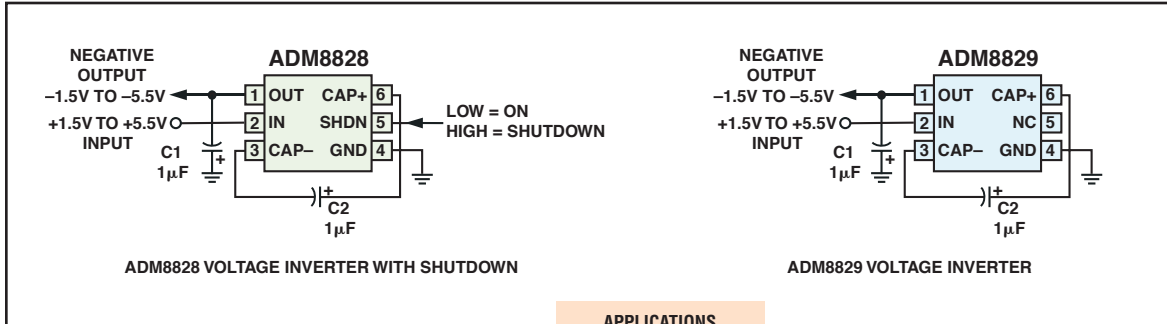 ADM8828
NEGATIVE
OUTPUT
–1.5V TO –5.5V
+1.5V TO +5.5V
INPUT
1 OUT CAP+ 6
2 IN SHDN 5
3 CAP– GND 4
LOW = ON
HIGH = SHUTDOWN
C1
1µF
+
+
C2
1µF
ADM8828 VOLTAGE INVERTER WITH SHUTDOWN
ADM8829
NEGATIVE
OUTPUT
–1.5V TO –5.5V
+1.5V TO +5.5V
INPUT
1 OUT CAP+ 6
2 IN NC 5
3 CAP– GND 4
C1
1µF
+
+
C2
1µF
ADM8829 VOLTAGE INVERTER
APPLICATIONS